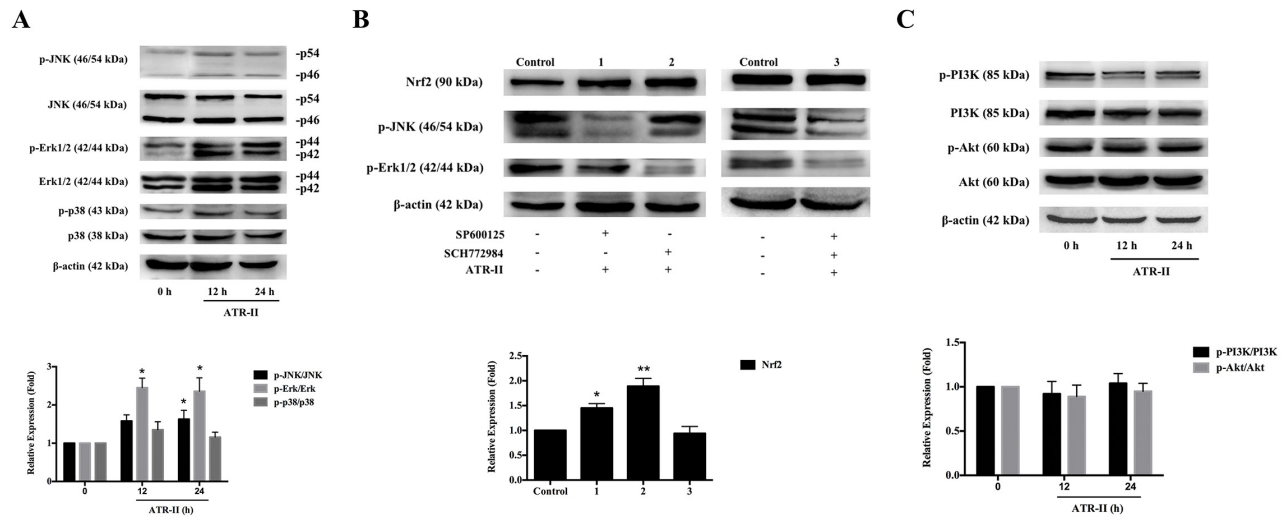 A
p-JNK (46/54 kDa)
-p54
-p46
JNK (46/54 kDa)
-p54
-p46
p-Erk1/2 (42/44 kDa)
-p44
-p42
Erk1/2 (42/44 kDa)
-p44
-p42
p-p38 (43 kDa)
p38 (38 kDa)
β-actin (42 kDa)
0 h 12 h 24 h
ATR-II
Relative Expression (Fold)
3
2
1
0
* * *
p-JNK/JNK
p-Erk/Erk
p-p38/p38
0 12 24
ATR-II (h)
B
Control 1 2 Control 3
Nrf2 (90 kDa)
p-JNK (46/54 kDa)
p-Erk1/2 (42/44 kDa)
β-actin (42 kDa)
SP600125 - + - - +
SCH772984 - - + - +
ATR-II - + + - +
Relative Expression (Fold)
2.5
2.0
1.5
1.0
0.5
0.0
* **
Nrf2
Control 1 2 3
C
p-PI3K (85 kDa)
PI3K (85 kDa)
p-Akt (60 kDa)
Akt (60 kDa)
β-actin (42 kDa)
0 h 12 h 24 h
ATR-II
Relative Expression (Fold)
1.5
1.0
0.5
0.0
p-PI3K/PI3K
p-Akt/Akt
0 12 24
ATR-II (h)